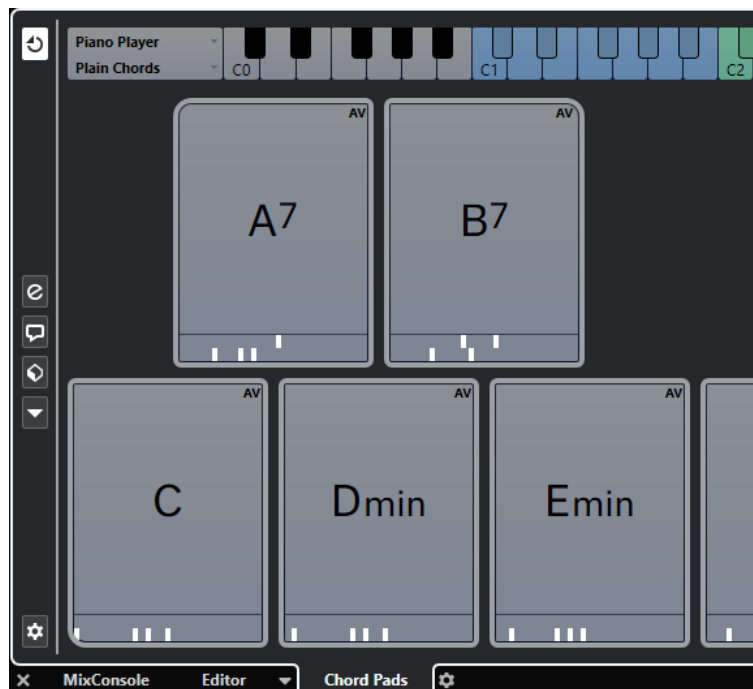 Piano Player
Plain Chords
C0
C1
C2
AV
A7
AV
B7
AV
C
AV
Dmin
AV
Emin
MixConsole
Editor
Chord Pads